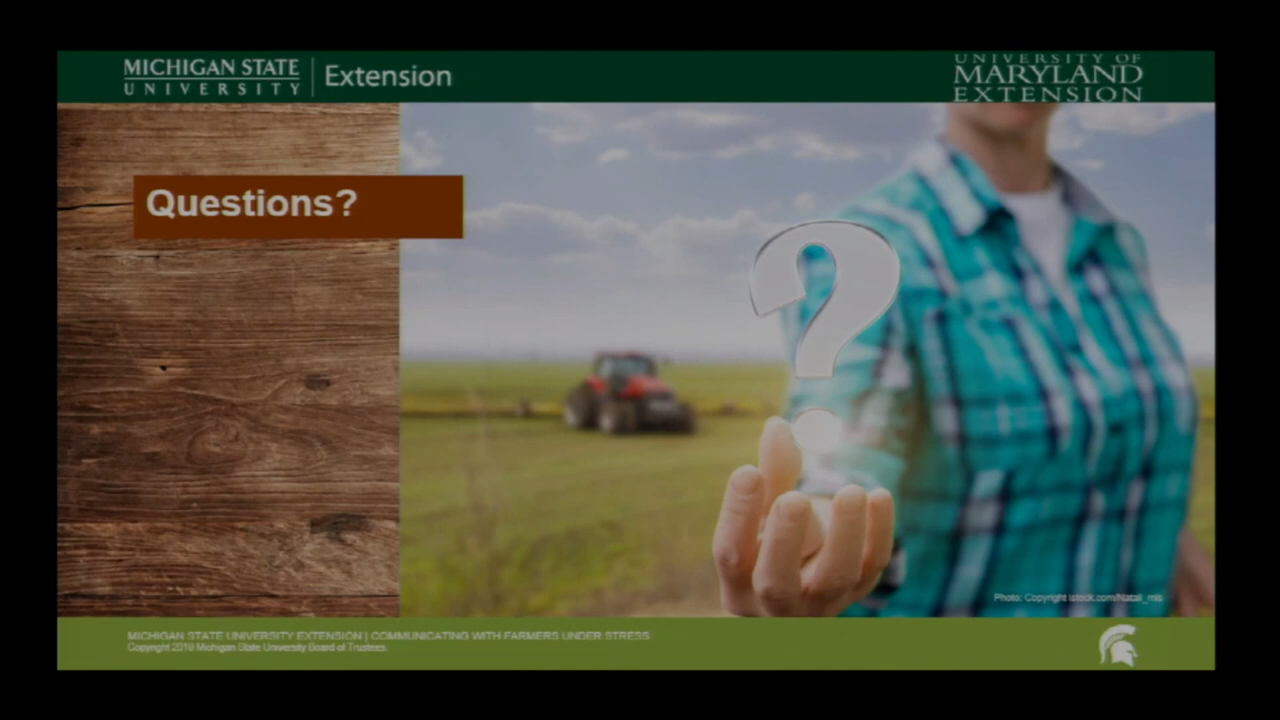 MICHIGAN STATE
UNIVERSITY
Extension
UNIVERSITY OF
MARYLAND
EXTENSION
Questions?
?
Photo: Copyright istock.com/Natali_mis
MICHIGAN STATE UNIVERSITY EXTENSION | COMMUNICATING WITH FARMERS UNDER STRESS
Copyright 2019 Michigan State University Board of Trustees.